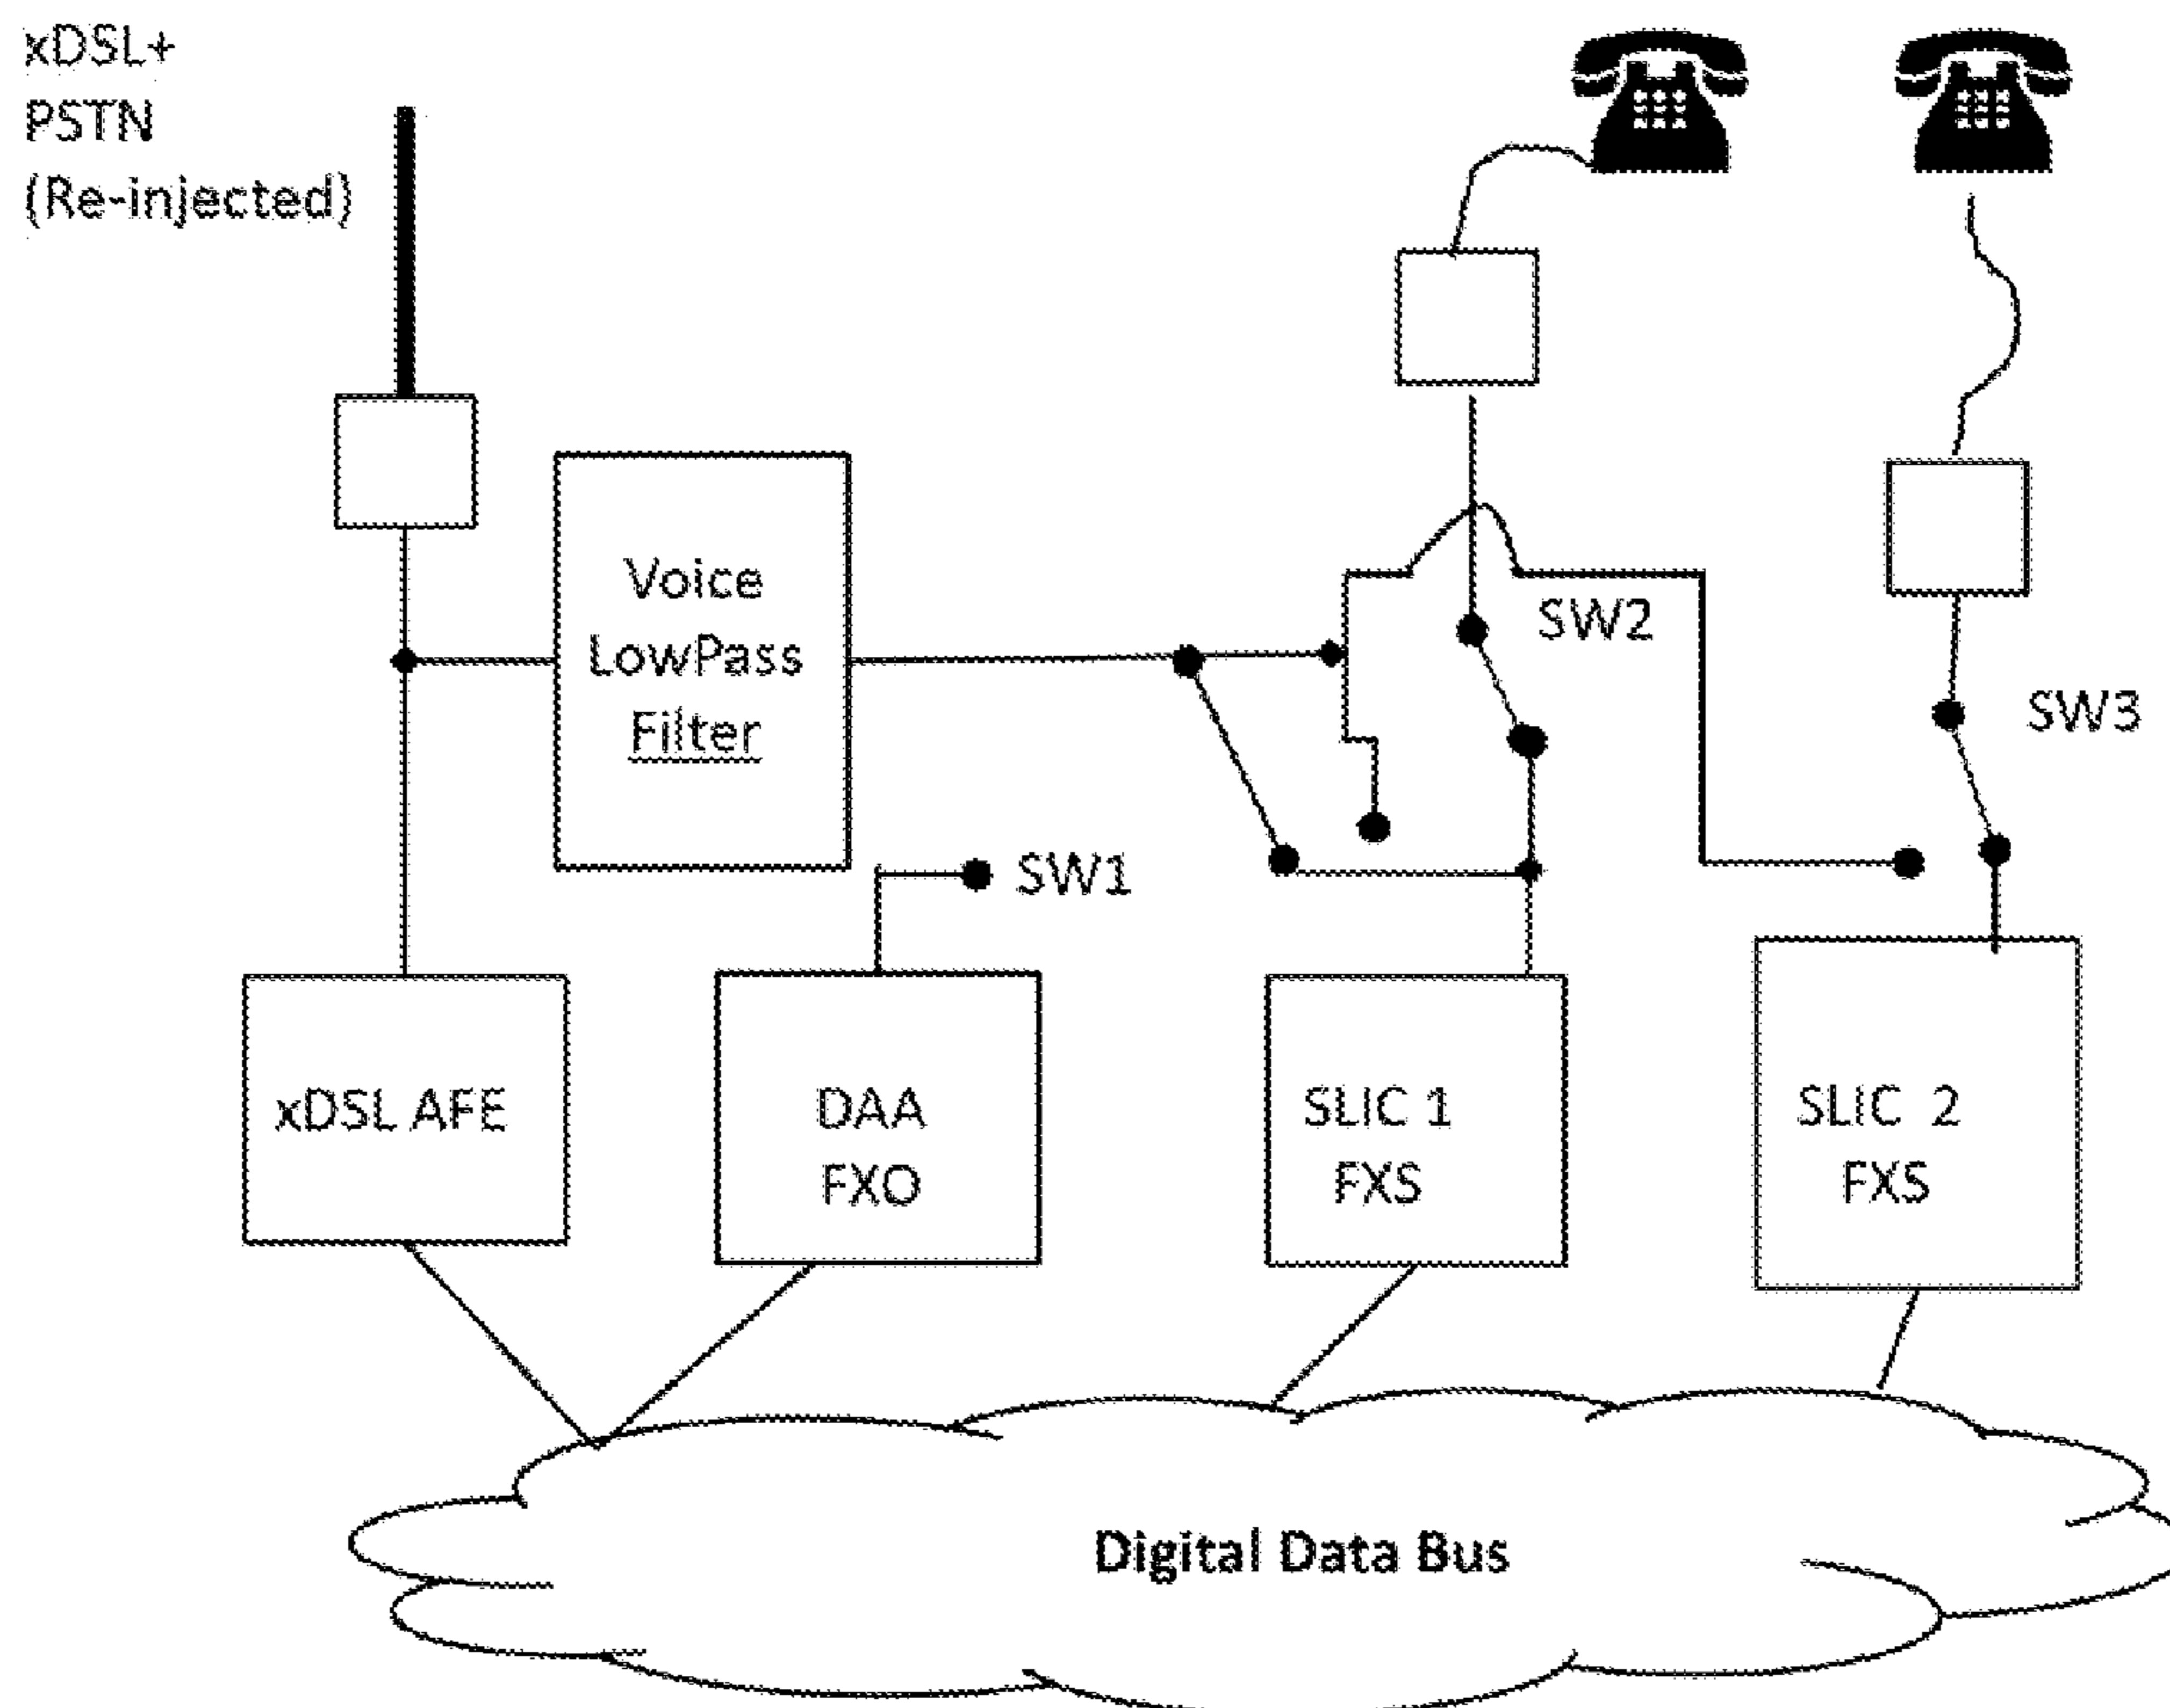 xDSL+
PSTN
(Re-injected)
Voice
LowPass
Filter
SW2
SW3
SW1
xDSL AFE
DAA
FXO
SLIC 1
FXS
SLIC 2
FXS
Digital Data Bus